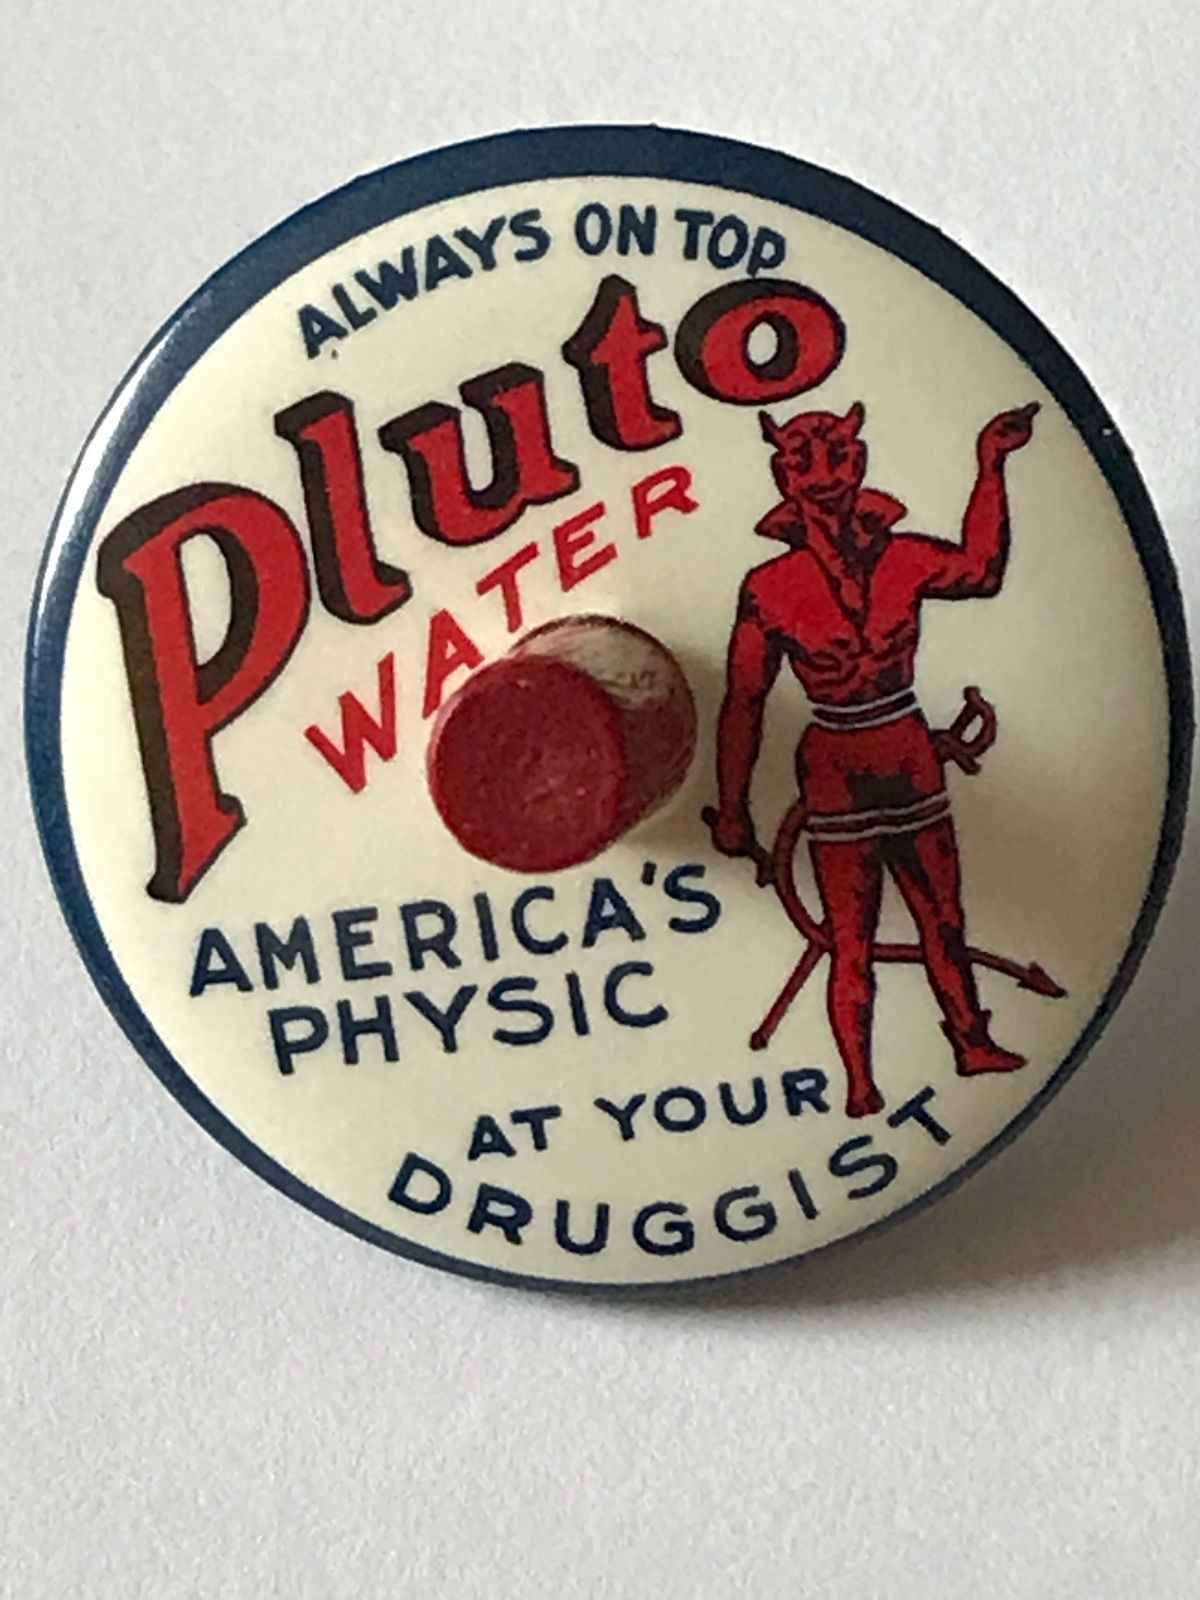 ALWAYS ON TOP
Pluto
WATER
AMERICA'S
PHYSIC
AT YOUR
DRUGGIST